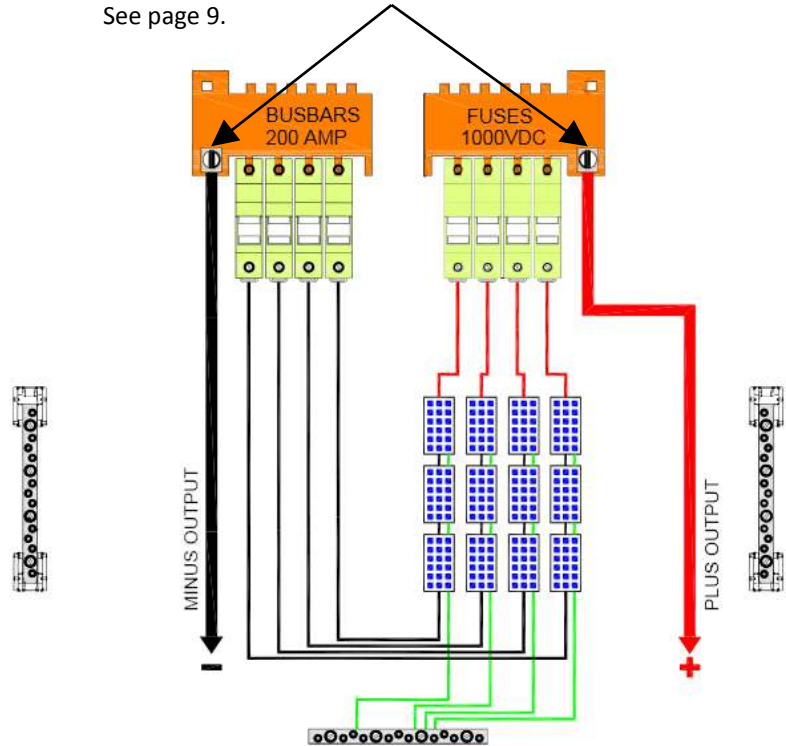 See page 9.
BUSBARS
200 AMP
FUSES
1000VDC
MINUS OUTPUT
PLUS OUTPUT
-
+